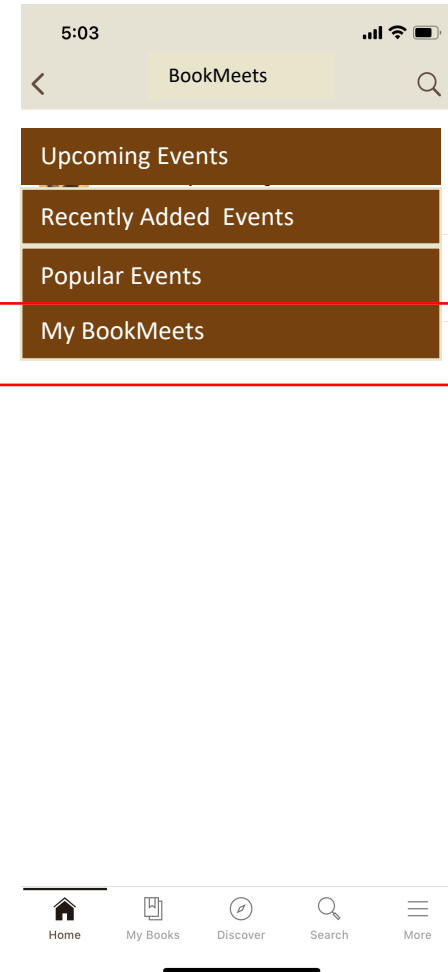 5:03
BookMeets
Upcoming Events
Recently Added  Events
Popular Events
My BookMeets
Home
My Books
Discover
Search
More